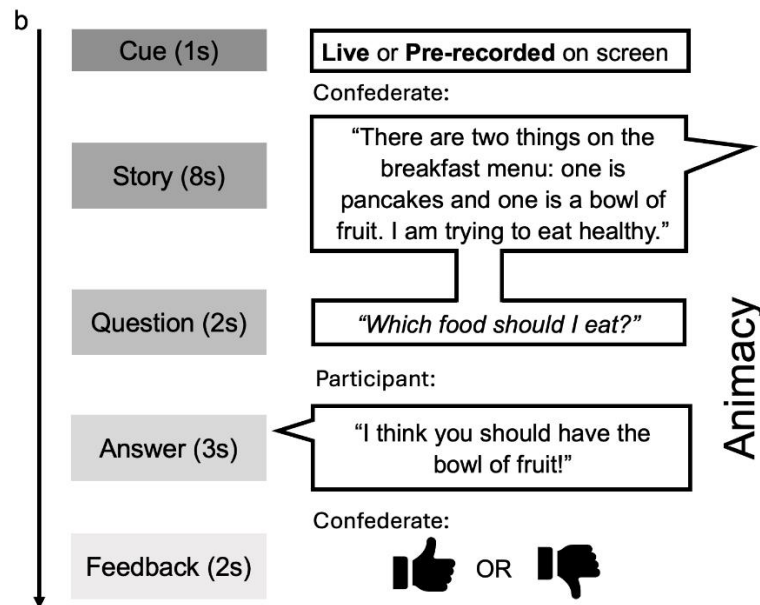 b
Cue (1s)
Live or Pre-recorded on screen
Confederate:
Story (8s)
“There are two things on the
breakfast menu: one is
pancakes and one is a bowl of
fruit. I am trying to eat healthy.”
Question (2s)
“Which food should I eat?”
Participant:
Answer (3s)
“I think you should have the
bowl of fruit!”
Confederate:
Feedback (2s)
OR
Animacy